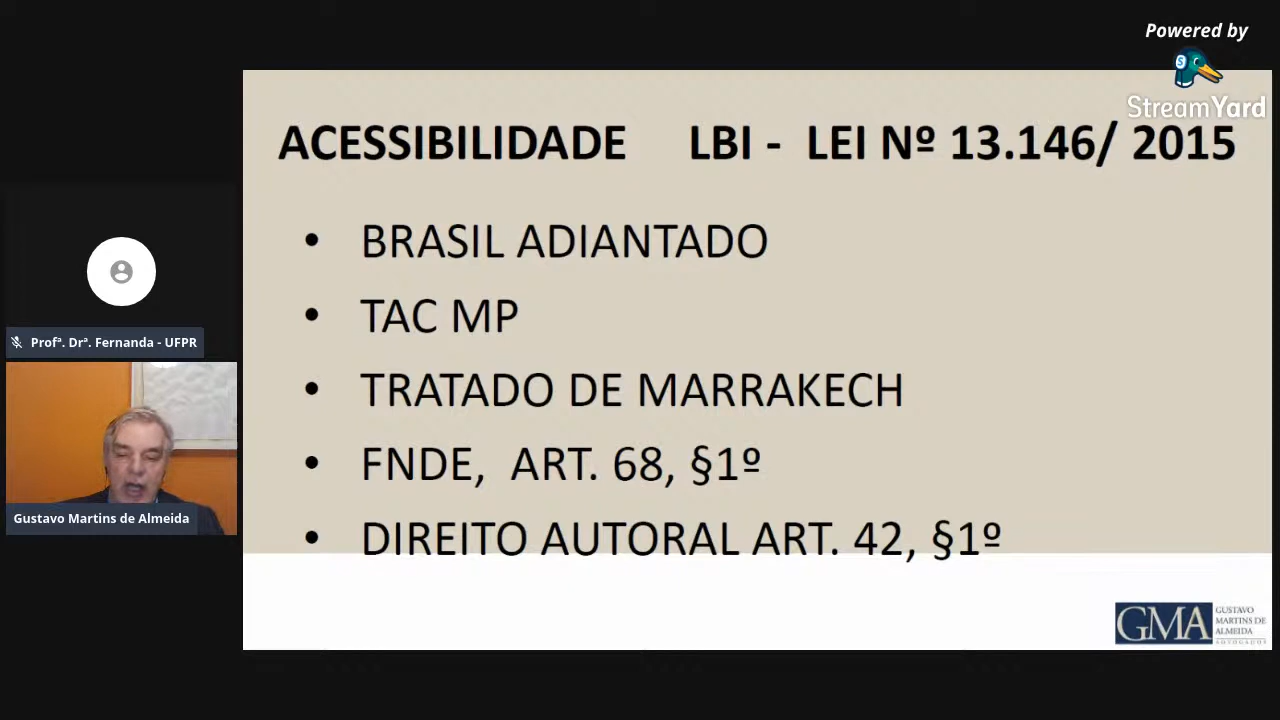 Powered by
StreamYard
ACESSIBILIDADE LBI - LEI Nº 13.146/ 2015
• BRASIL ADIANTADO
• TAC MP
• TRATADO DE MARRAKECH
• FNDE, ART. 68, §1º
• DIREITO AUTORAL ART. 42, §1º
Profª. Drª. Fernanda - UFPR
Gustavo Martins de Almeida
GMA
GUSTAVO
MARTINS DE
ALMEIDA
ADVOGADOS